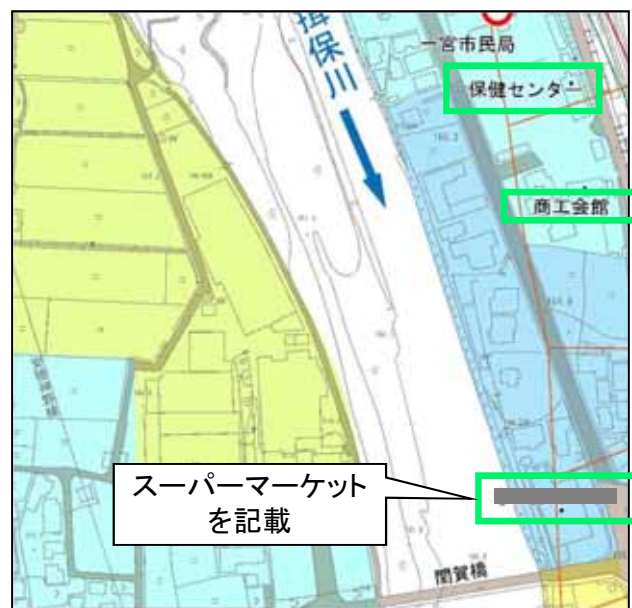 揖保川
一宮市民局
保健センター
商工会館
スーパーマーケット
を記載
閏賀橋